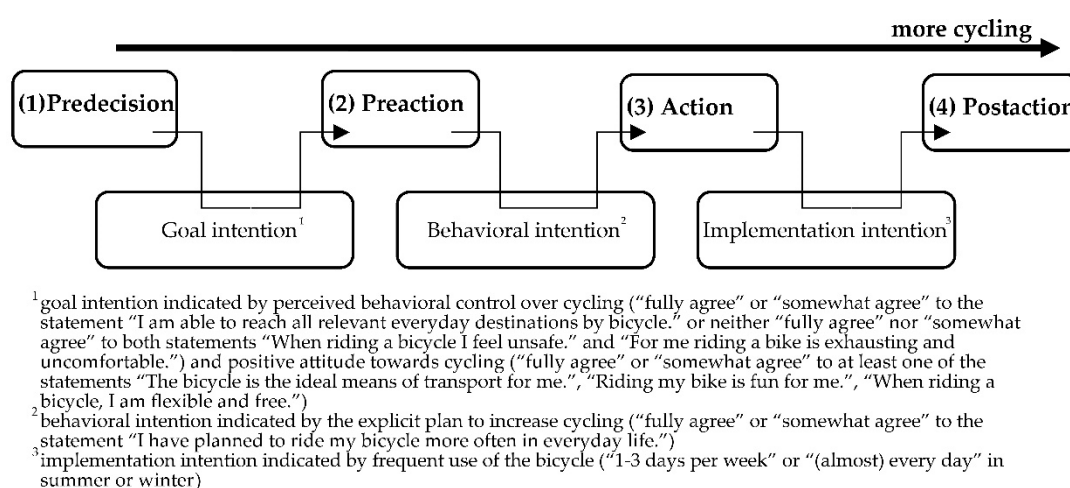 more cycling
(1)Predecision
(2) Preaction
(3) Action
(4) Postaction
Goal intention1
Behavioral intention2
Implementation intention3
1goal intention indicated by perceived behavioral control over cycling (“fully agree” or “somewhat agree” to the
statement “I am able to reach all relevant everyday destinations by bicycle.” or neither “fully agree” nor “somewhat
agree” to both statements “When riding a bicycle I feel unsafe.” and “For me riding a bike is exhausting and
uncomfortable.”) and positive attitude towards cycling (“fully agree” or “somewhat agree” to at least one of the
statements “The bicycle is the ideal means of transport for me.”, “Riding my bike is fun for me.”, “When riding a
bicycle, I am flexible and free.”)
2behavioral intention indicated by the explicit plan to increase cycling (“fully agree” or “somewhat agree” to the
statement “I have planned to ride my bicycle more often in everyday life.”)
3implementation intention indicated by frequent use of the bicycle (“1-3 days per week” or “(almost) every day” in
summer or winter)